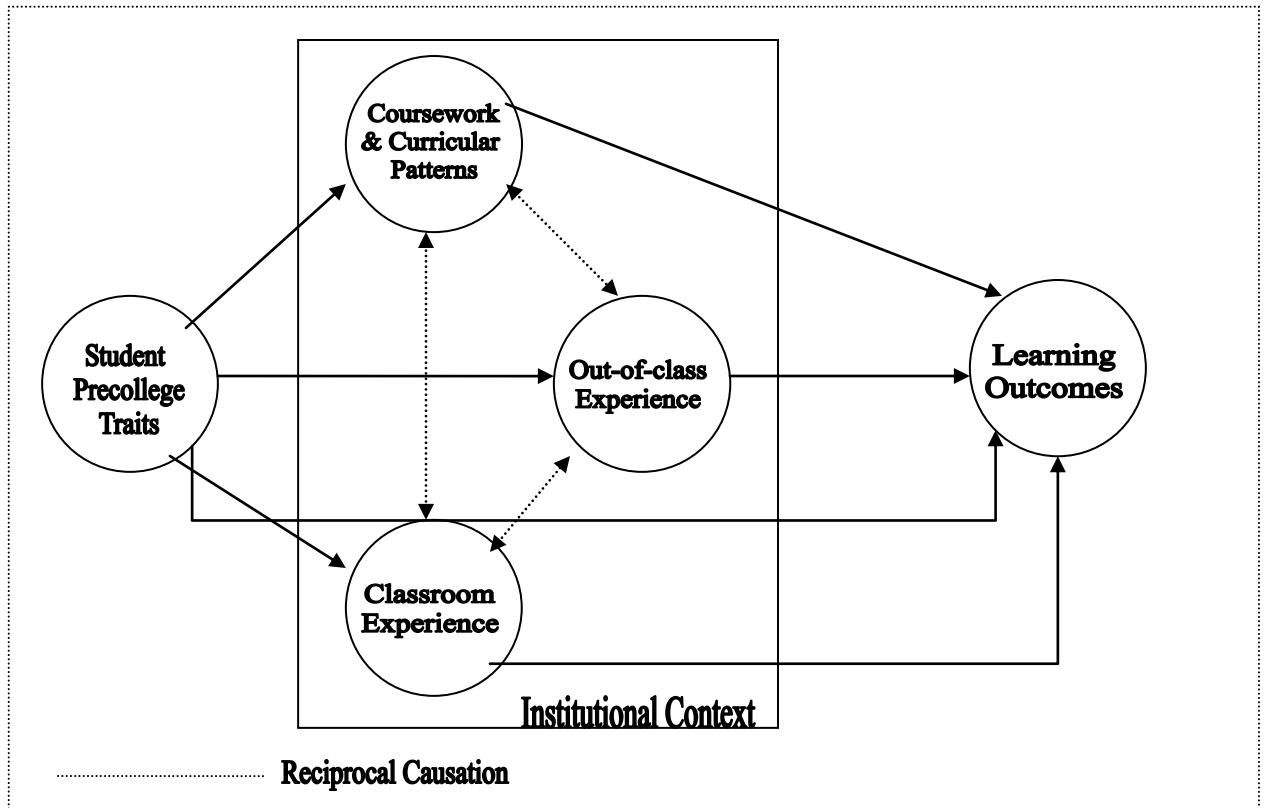 Coursework
& Curricular
Patterns
Student
Precollege
Traits
Out-of-class
Experience
Learning
Outcomes
Classroom
Experience
Institutional Context
Reciprocal Causation